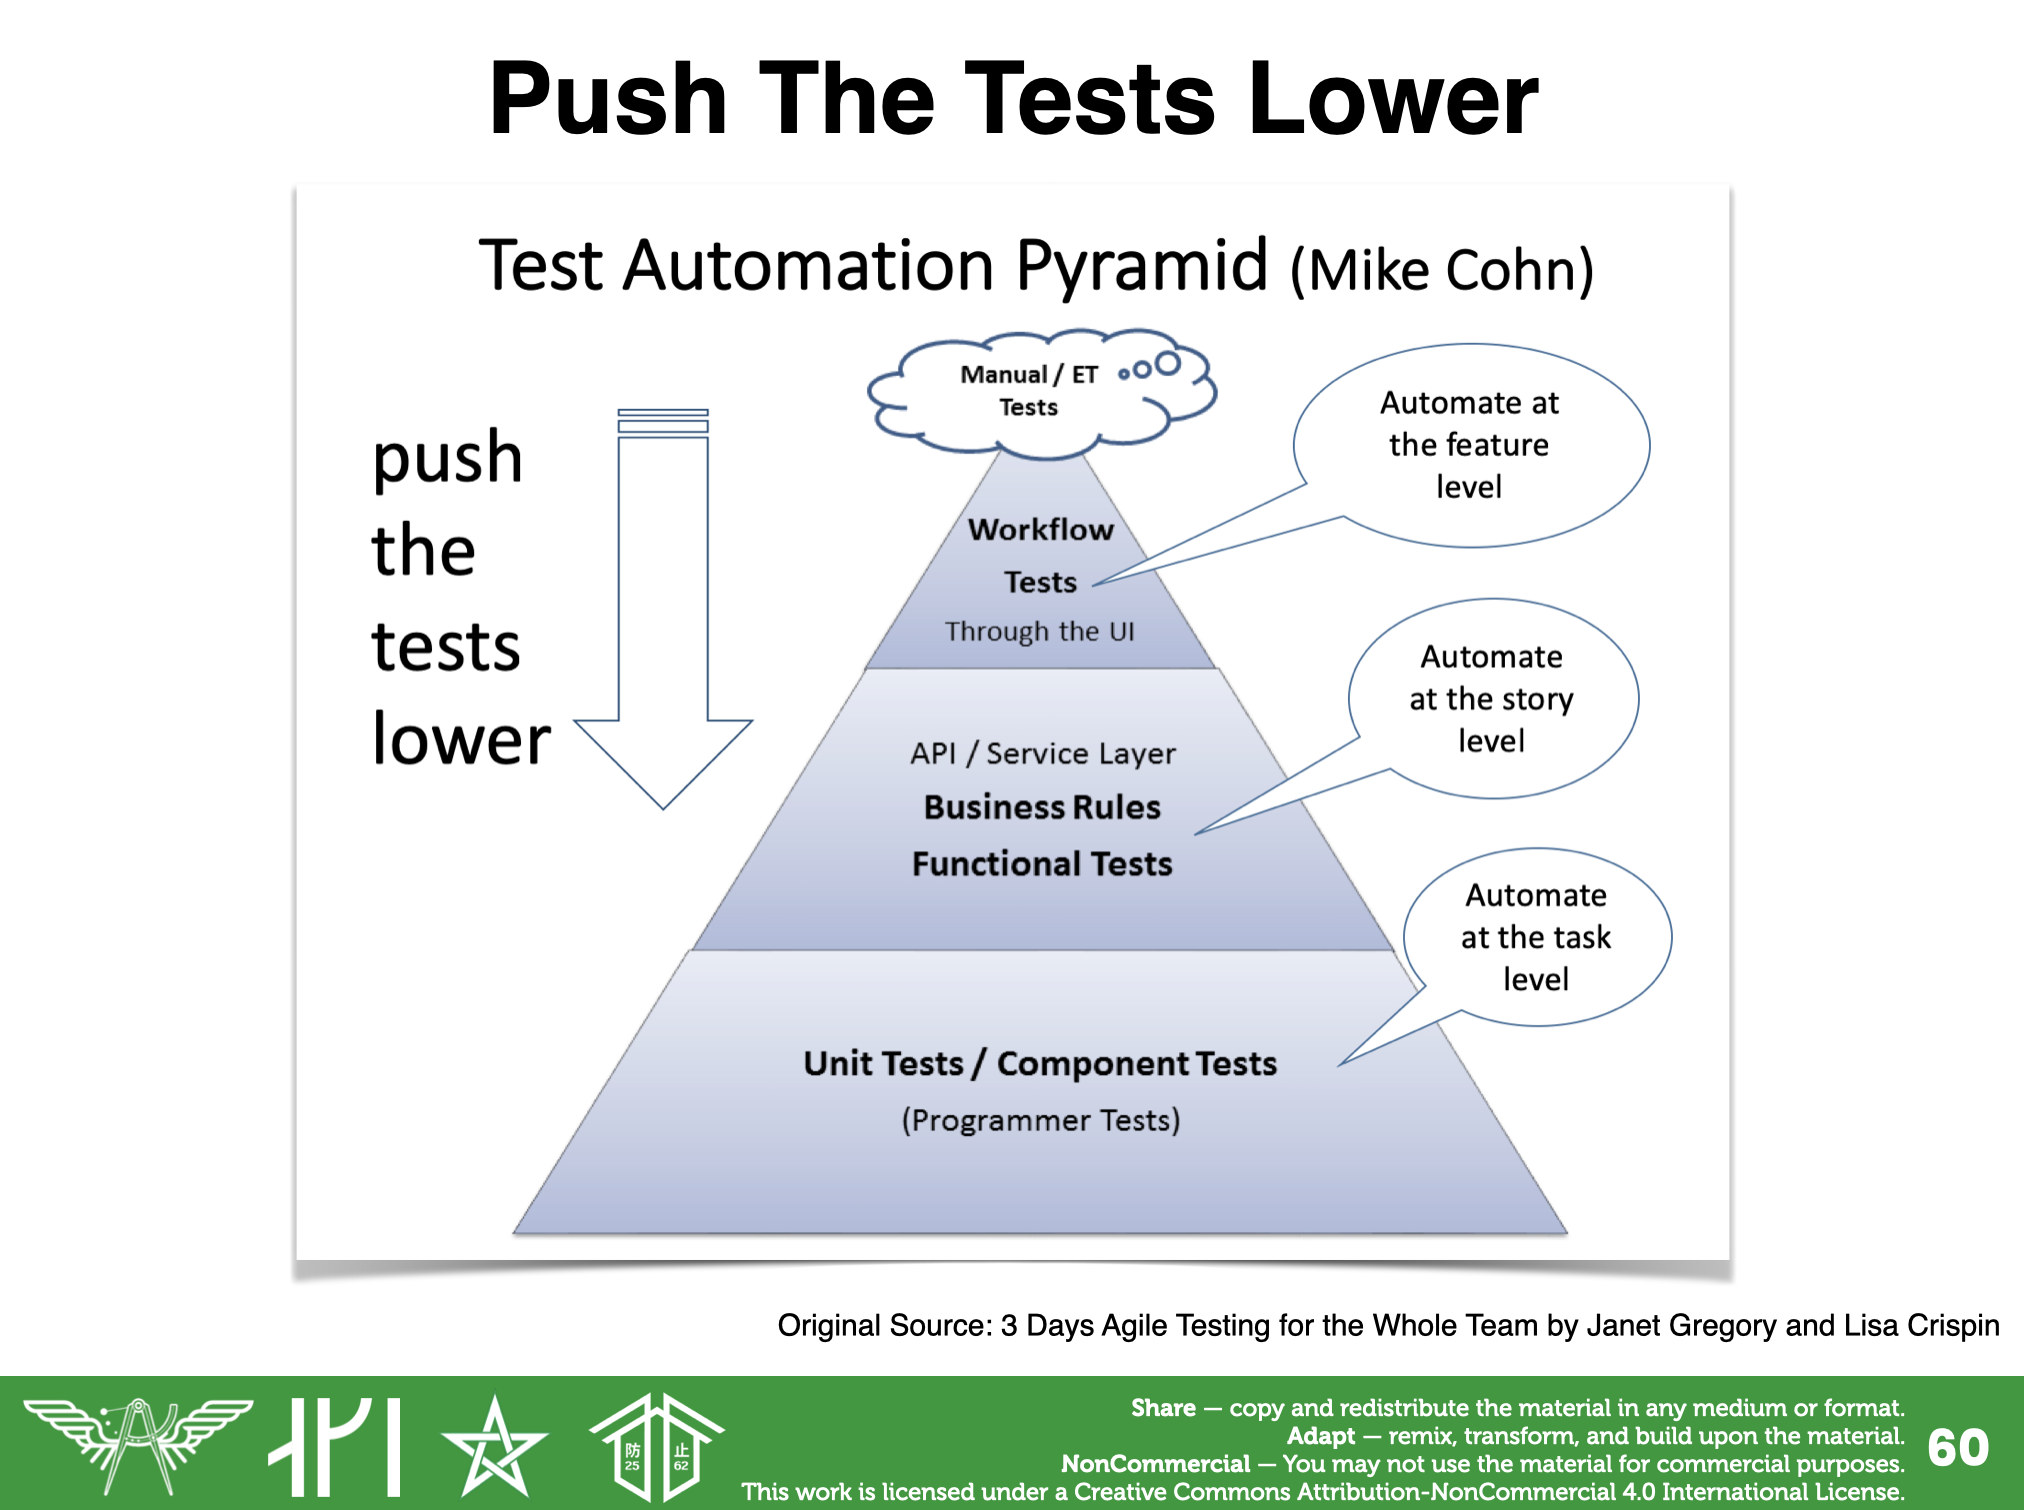 Push The Tests Lower
Test Automation Pyramid (Mike Cohn)
push
the
tests
lower
Manual / ET
Tests
Workflow
Tests
Through the UI
Automate at
the feature
level
API / Service Layer
Business Rules
Functional Tests
Automate
at the story
level
Unit Tests / Component Tests
(Programmer Tests)
Automate
at the task
level
Original Source: 3 Days Agile Testing for the Whole Team by Janet Gregory and Lisa Crispin
防
25
止
62
Share — copy and redistribute the material in any medium or format.
Adapt — remix, transform, and build upon the material.
NonCommercial — You may not use the material for commercial purposes.
This work is licensed under a Creative Commons Attribution-NonCommercial 4.0 International License.
60